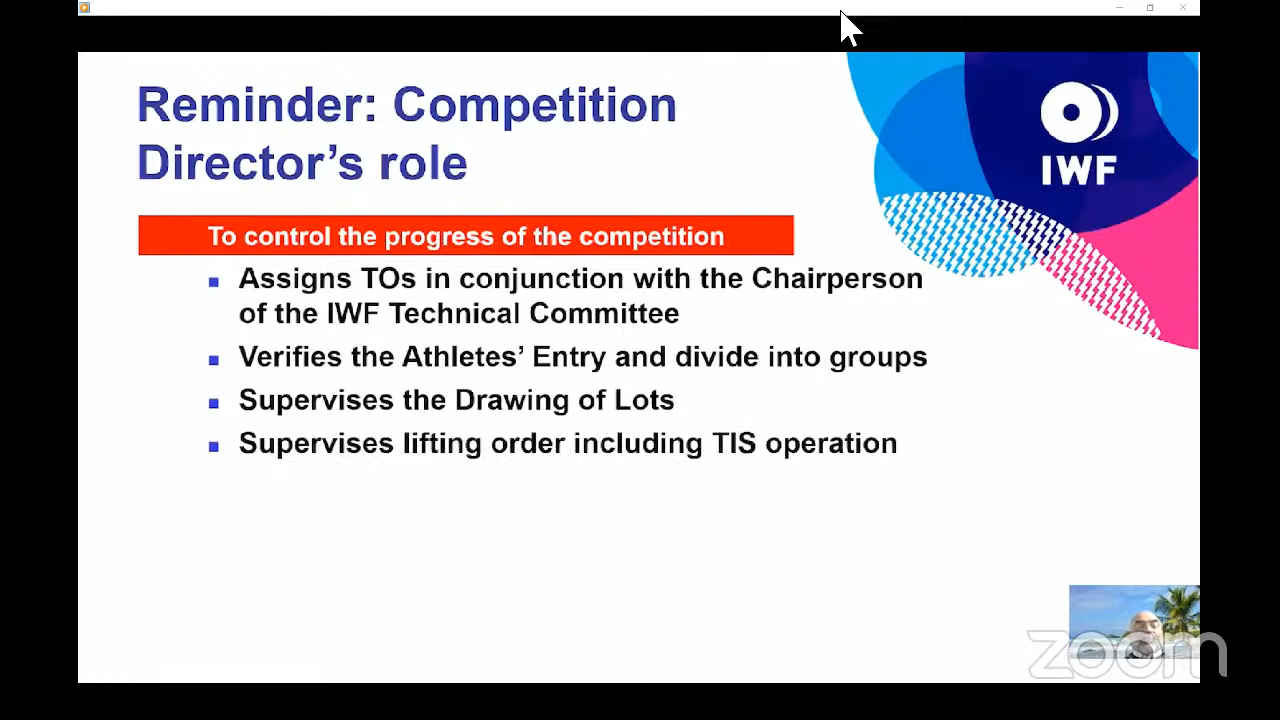 Reminder: Competition
Director's role
IWF
To control the progress of the competition
Assigns TOs in conjunction with the Chairperson
of the IWF Technical Committee
Verifies the Athletes' Entry and divide into groups
Supervises the Drawing of Lots
Supervises lifting order including TIS operation
zoom